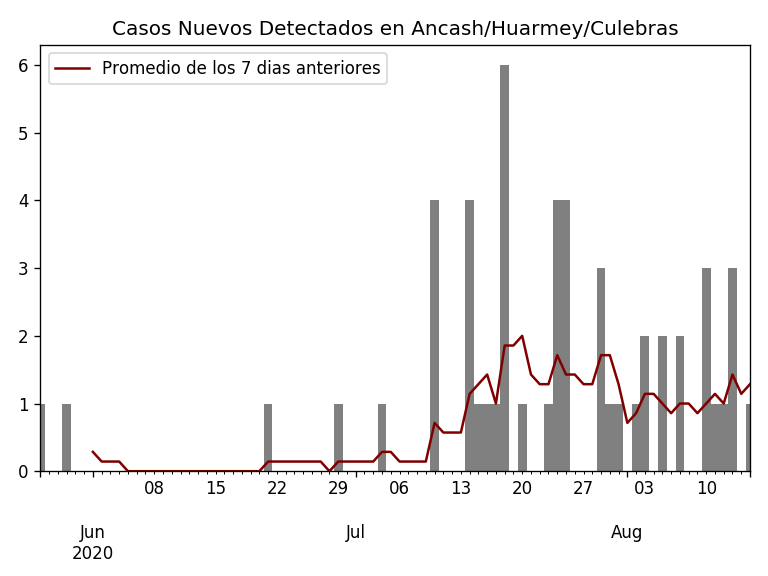 Casos Nuevos Detectados en Ancash/Huarmey/Culebras
Promedio de los 7 dias anteriores
6
5
4
3
2
1
0
08 15 22 29 06 13 20 27 03 10
Jun Jul Aug
2020